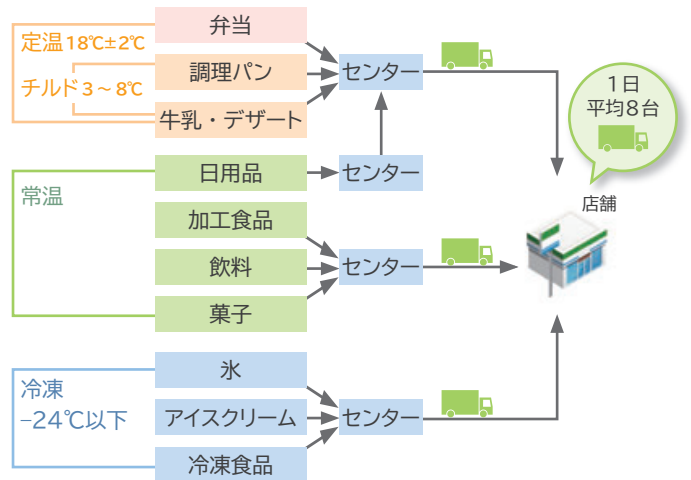 定温18℃±2℃
チルド3～8℃
弁当
調理パン
牛乳・デザート
センター
1日
平均8台
常温
日用品
センター
加工食品
飲料
菓子
センター
店舗
冷凍
−24℃以下
氷
アイスクリーム
冷凍食品
センター